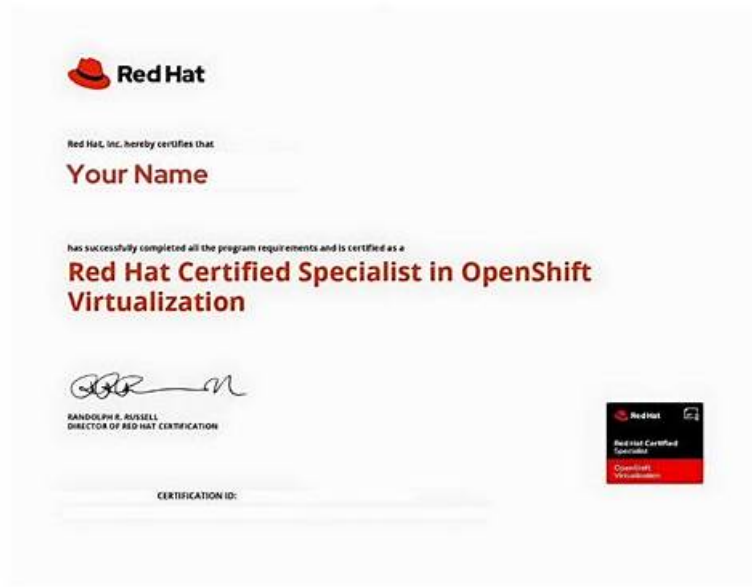 Red Hat
Red Hat, Inc. hereby certifies that
Your Name
has successfully completed all the program requirements and is certified as a
Red Hat Certified Specialist in OpenShift
Virtualization
RANDOLPH R. RUSSELL
DIRECTOR OF RED HAT CERTIFICATION
Red Hat
Red Hat Certified
Specialist
OpenShift
Virtualization
CERTIFICATION ID: